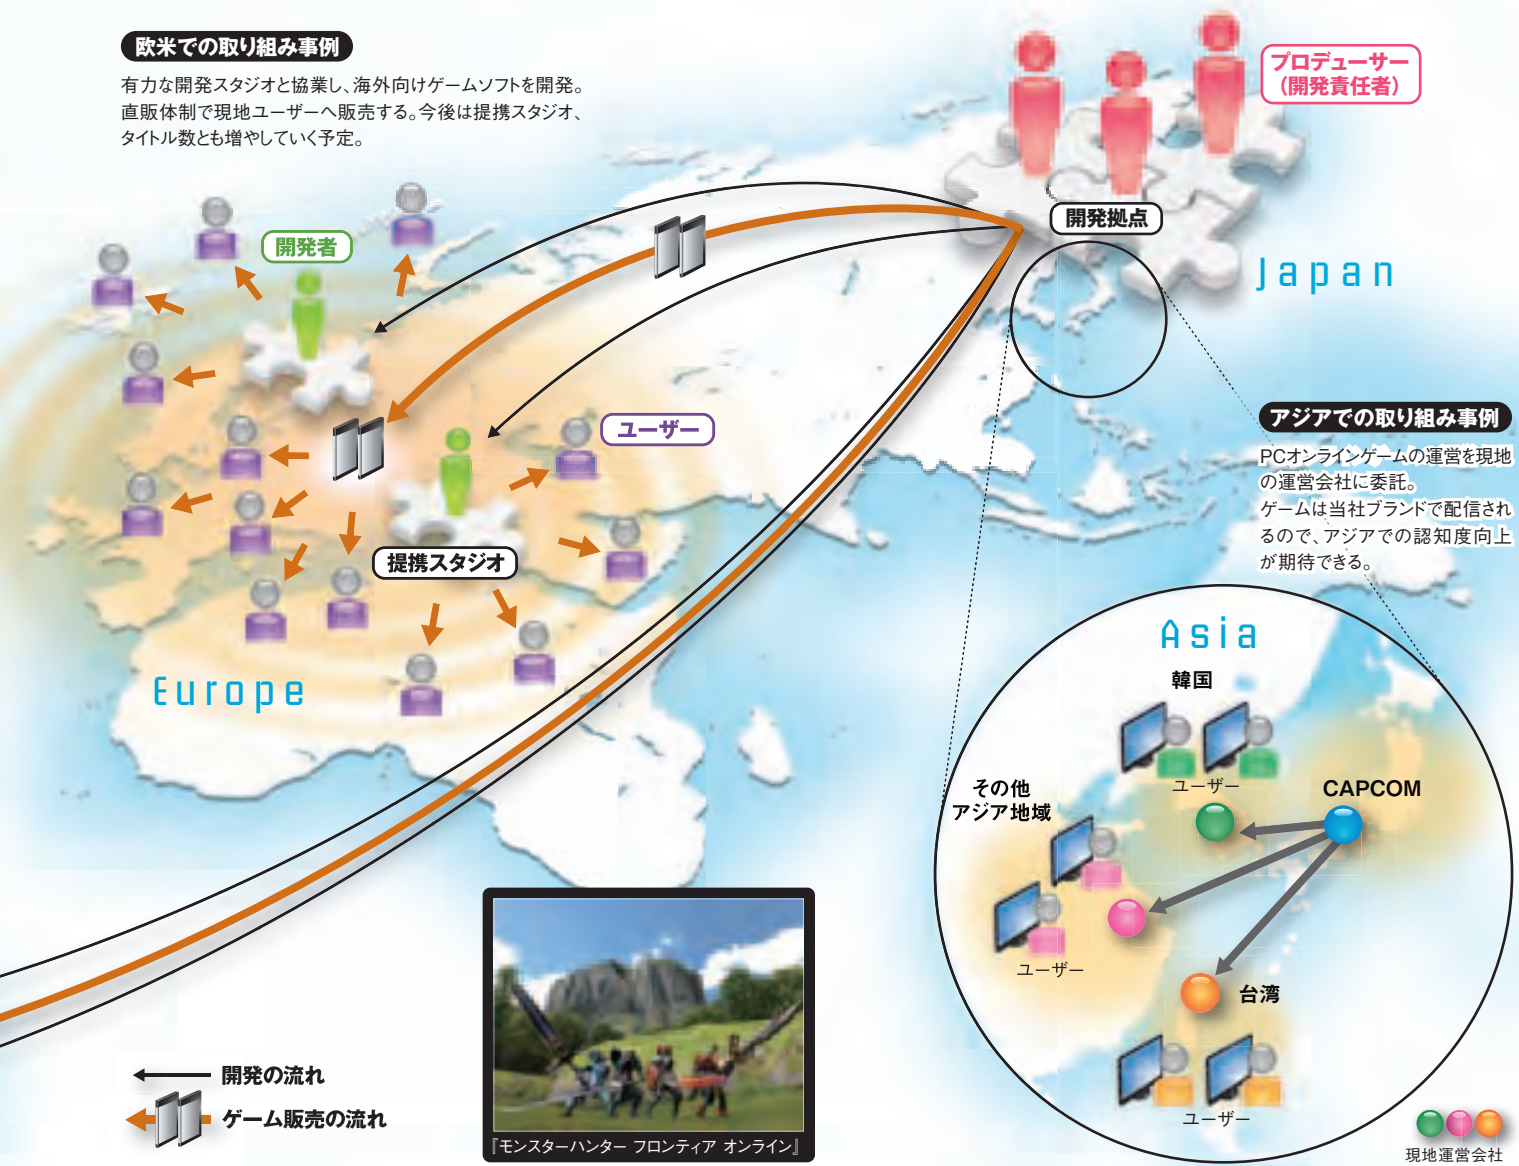 欧米での取り組み事例
有力な開発スタジオと協業し、海外向けゲームソフトを開発。
直販体制で現地ユーザーへ販売する。今後は提携スタジオ、
タイトル数とも増やしていく予定。
プロデューサー
（開発責任者）
開発拠点
Japan
開発者
ユーザー
提携スタジオ
Europe
アジアでの取り組み事例
PCオンラインゲームの運営を現地
の運営会社に委託。
ゲームは当社ブランドで配信され
るので、アジアでの認知度向上
が期待できる。
Asia
韓国
ユーザー
CAPCOM
その他
アジア地域
ユーザー
台湾
ユーザー
現地運営会社
開発の流れ
ゲーム販売の流れ
『モンスターハンター フロンティア オンライン』